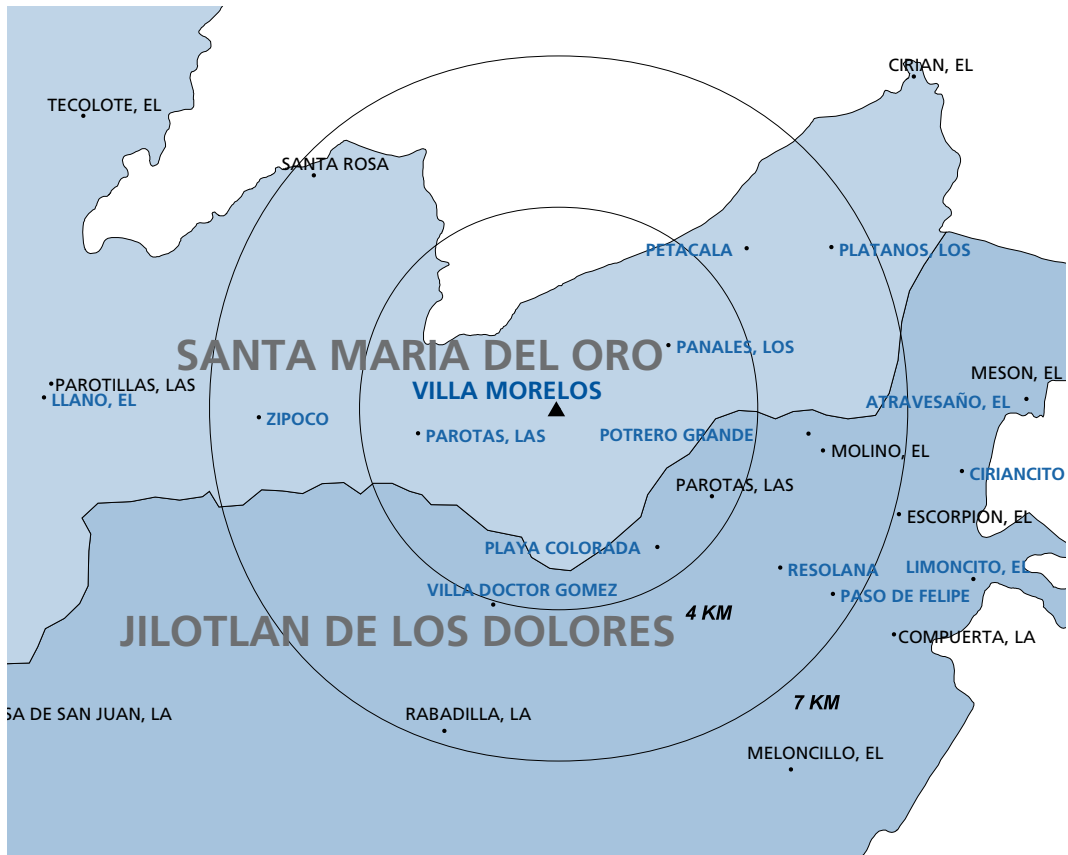 CIRIAN, EL
TECOLOTE, EL
SANTA ROSA
PETACALA
PLATANOS, LOS
SANTA MARIA DEL ORO
PANALES, LOS
MESON, EL
PAROTILLAS, LAS
VILLA MORELOS
LLANO, EL
ATRAVESAÑO, EL
ZIPOCO
PAROTAS, LAS
POTRERO GRANDE
MOLINO, EL
CIRIANCITO
PAROTAS, LAS
ESCORPION, EL
PLAYA COLORADA
RESOLANA
LIMONCITO, EL
VILLA DOCTOR GOMEZ
PASO DE FELIPE
4 KM
JILOTLAN DE LOS DOLORES
COMPUERTA, LA
7 KM
SA DE SAN JUAN, LA
RABADILLA, LA
MELONCILLO, EL